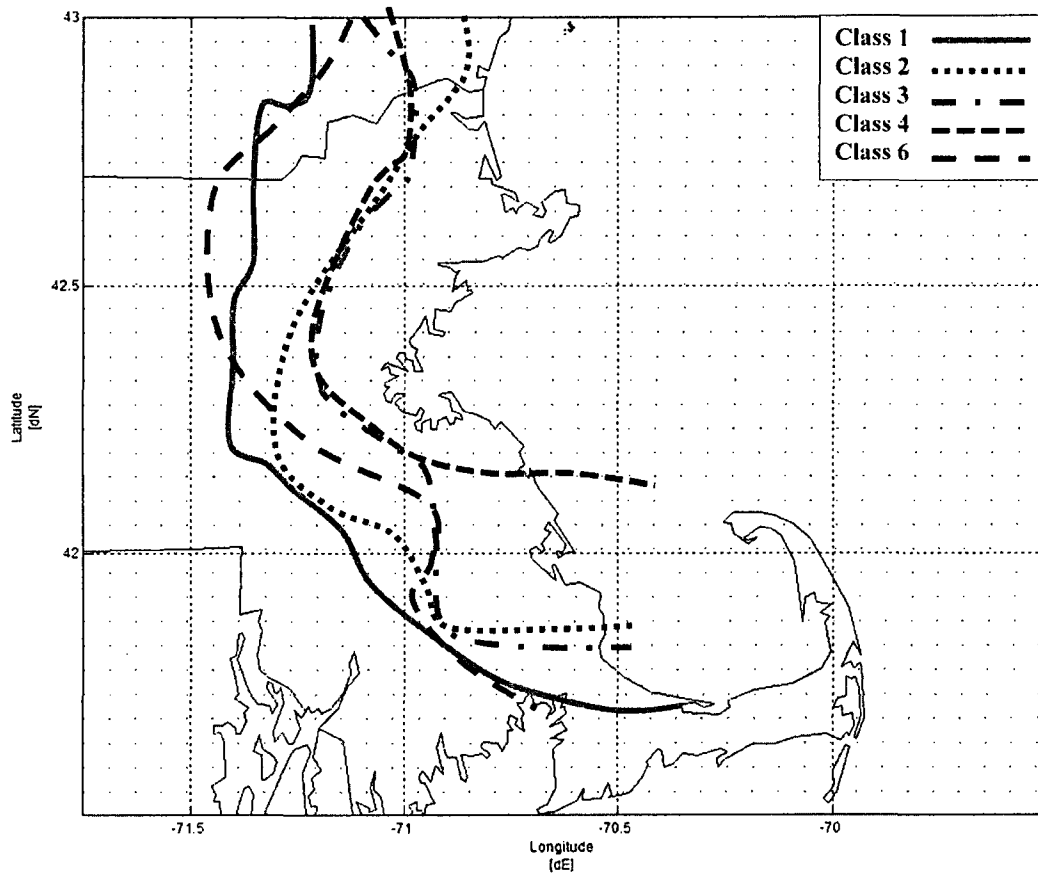 43
Class 1
Class 2
Class 3
Class 4
Class 6
42.5
Latitude
[dN]
42
-71.5
-71
-70.5
-70
Longitude
[dE]